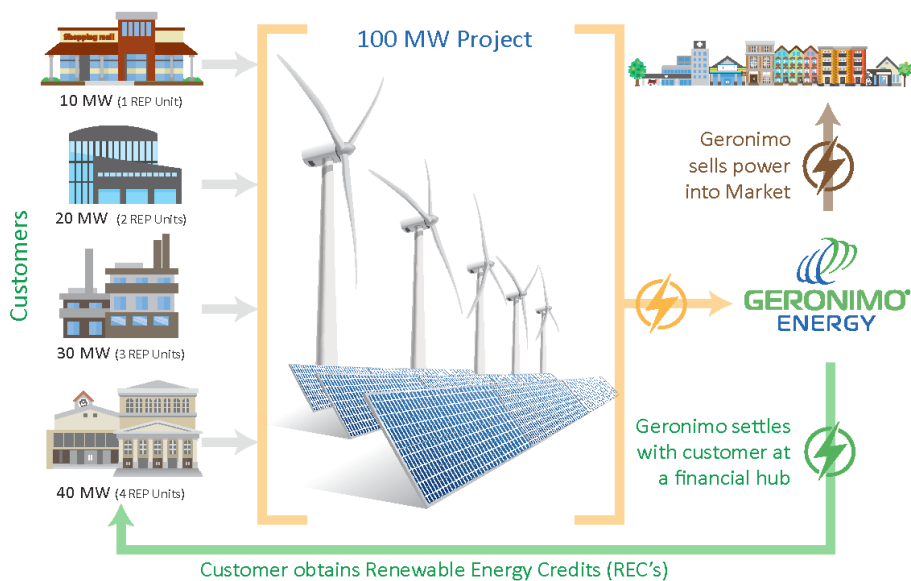 Shopping mall
10 MW (1 REP Unit)
20 MW (2 REP Units)
30 MW (3 REP Units)
40 MW (4 REP Units)
Customers
100 MW Project
Geronimo
sells power
into Market
GERONIMO
ENERGY
Geronimo settles
with customer at
a financial hub
Customer obtains Renewable Energy Credits (REC's)